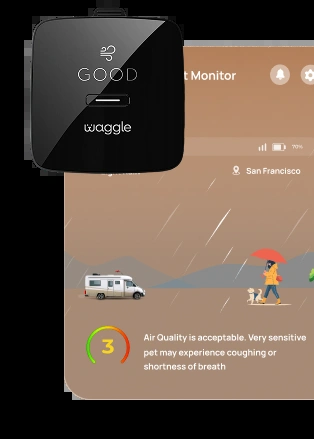 GOOD
waggle
t Monitor
70%
San Francisco
3
Air Quality is acceptable. Very sensitive
pet may experience coughing or
shortness of breath